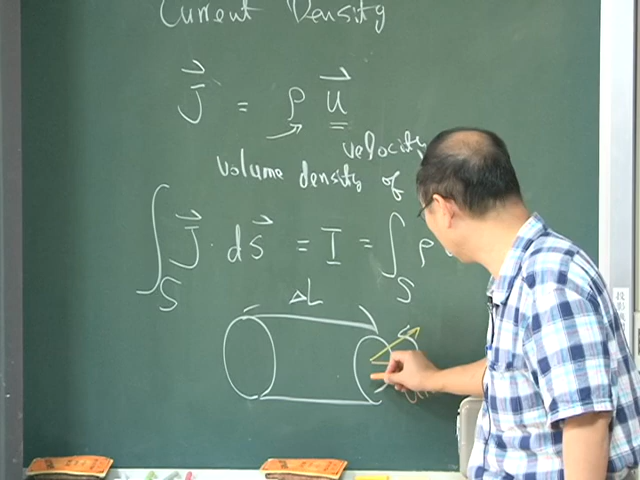 Current Density
J = ρ u
velocity
volume density of
∫S J · ds = I = ∫S ρ
ΔL